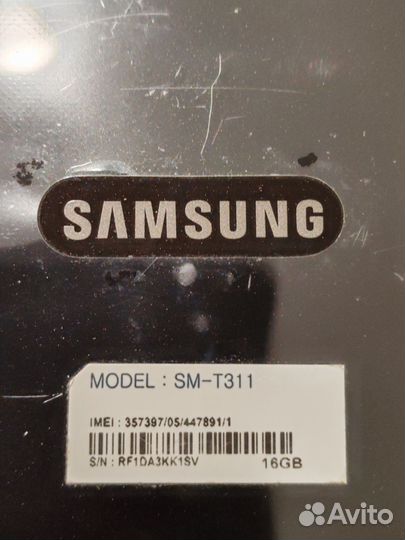 SAMSUNG
MODEL : SM-T311
IMEI : 357397/05/447891/1
S/N : RF1DA3KK1SV 16GB
Avito